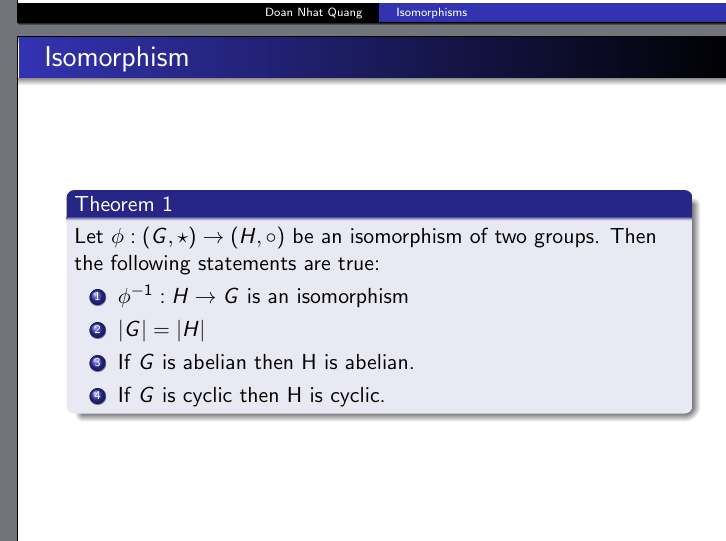 Doan Nhat Quang Isomorphisms
Isomorphism
Theorem 1
Let ϕ : (G, ⋆) → (H, ∘) be an isomorphism of two groups. Then
the following statements are true:
1 ϕ⁻¹ : H → G is an isomorphism
2 |G| = |H|
3 If G is abelian then H is abelian.
4 If G is cyclic then H is cyclic.